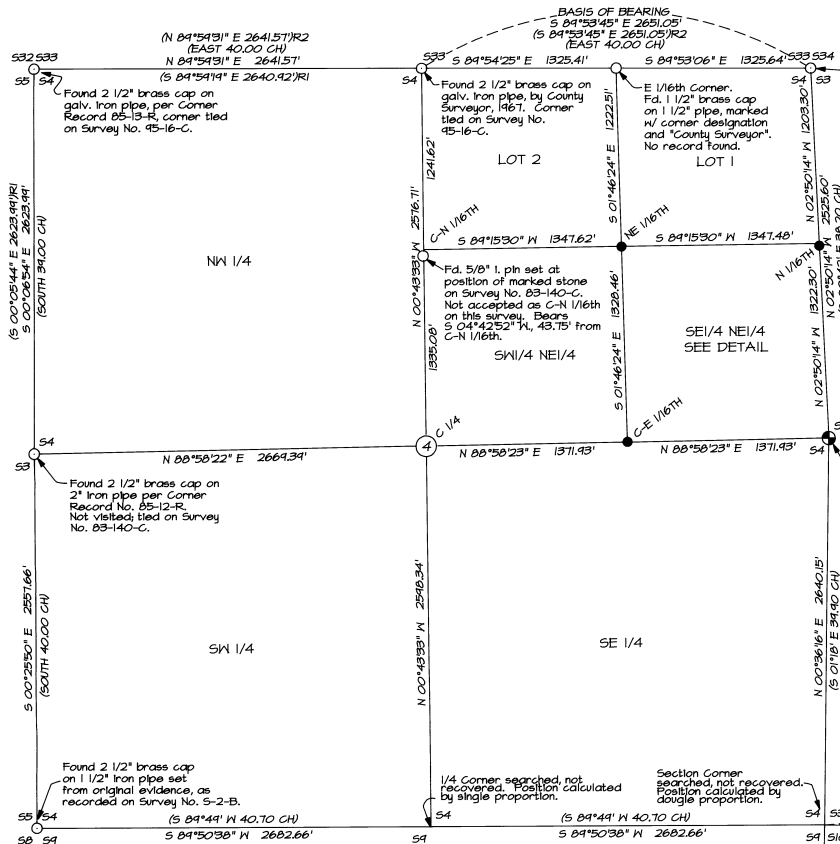 BASIS OF BEARING
S 89°53'45" E 2651.05'
(S 89°53'45" E 2651.05')R2
(EAST 40.00 CH)
(N 89°59'31" E 2641.57')R2
(EAST 40.00 CH)
N 89°59'31" E 2641.57'
(S 89°59'19" E 2640.92')R1
S 89°54'25" E 1325.41'
S 89°53'06" E 1325.64'
S32 S33
S5 S4
S33
S4
S33 S34
S4 S3
Found 2 1/2" brass cap on
galv. iron pipe, per Corner
Record 85-13-R, corner tied
on Survey No. 95-16-C.
Found 2 1/2" brass cap on
galv. iron pipe, by County
Surveyor, 1967. Corner
tied on Survey No.
95-16-C.
E 1/16th Corner.
Fd. 1 1/2" brass cap
on 1 1/2" pipe, marked
w/ corner designation
and "County Surveyor".
No record found.
LOT 2
LOT 1
1241.62'
N 00°43'33" W 2576.71'
1335.08'
S 01°46'24" E 1222.51'
N 02°50'14" W 1203.30'
N 02°50'14" W 2525.60'
(S 00°05'44" E 2623.99')R1
S 00°06'54" E 2623.99'
(SOUTH 39.00 CH)
NW 1/4
C-N 1/16TH
S 89°15'30" W 1347.62'
NE 1/16TH
S 89°15'30" W 1347.48'
N 1/16TH
Fd. 5/8" I. pin set at
position of marked stone
on Survey No. 83-140-C.
Not accepted as C-N 1/16th
on this survey. Bears
S 04°42'52" W, 43.75' from
C-N 1/16th.
SW1/4 NE1/4
S 01°46'24" E 1328.46'
SE1/4 NE1/4
SEE DETAIL
N 02°50'14" W 1322.30'
C 1/4
4
C-E 1/16TH
S4
S3
S4
N 88°58'22" E 2669.39'
N 88°58'23" E 1371.93'
N 88°58'23" E 1371.93'
Found 2 1/2" brass cap on
2" iron pipe per Corner
Record No. 85-12-R.
Not visited; tied on Survey
No. 83-140-C.
S 00°25'50" E 2557.66'
(SOUTH 40.00 CH)
SW 1/4
N 00°43'33" W 2598.34'
SE 1/4
N 00°36'16" E 2640.15'
(S 01°18' E 39.90 CH)
Found 2 1/2" brass cap
on 1 1/2" iron pipe set
from original evidence, as
recorded on Survey No. S-2-B.
1/4 Corner searched, not
recovered. Position calculated
by single proportion.
Section Corner
searched, not recovered.
Position calculated by
dougle proportion.
S5 S4
S8 S9
(S 89°49' W 40.70 CH)
S 89°50'38" W 2682.66'
S4
S9
(S 89°49' W 40.70 CH)
S 89°50'38" W 2682.66'
S4
S9